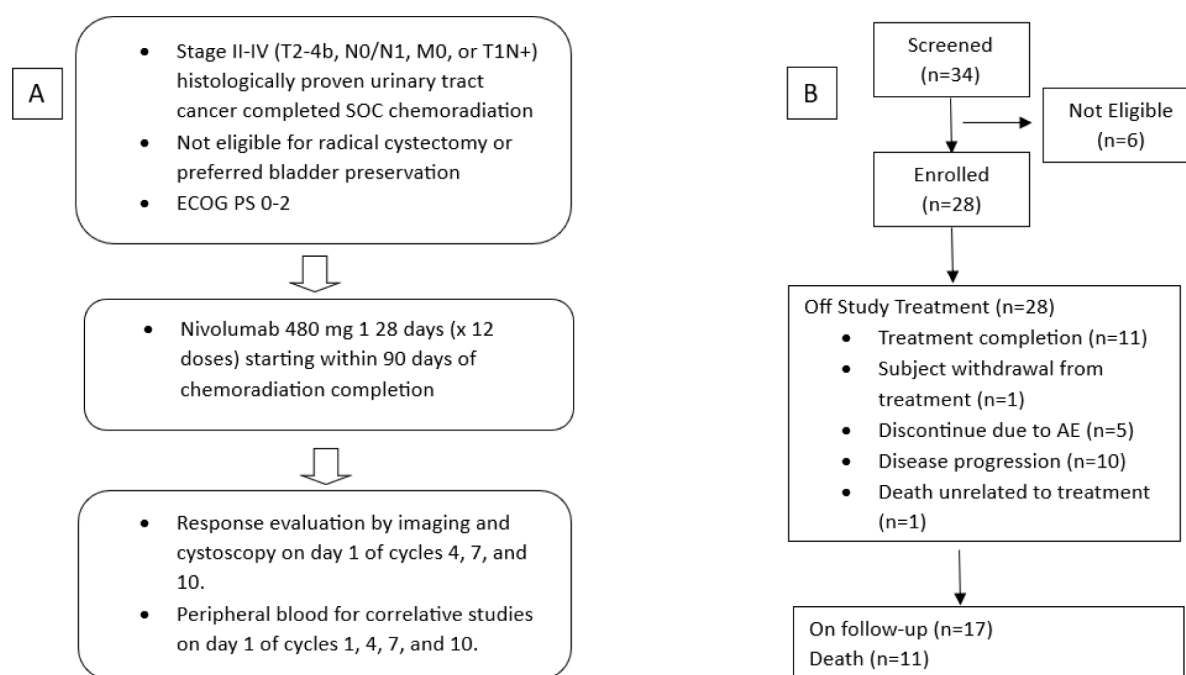 A
• Stage II-IV (T2-4b, N0/N1, M0, or T1N+)
histologically proven urinary tract
cancer completed SOC chemoradiation
• Not eligible for radical cystectomy or
preferred bladder preservation
• ECOG PS 0-2
• Nivolumab 480 mg 1 28 days (x 12
doses) starting within 90 days of
chemoradiation completion
• Response evaluation by imaging and
cystoscopy on day 1 of cycles 4, 7, and
10.
• Peripheral blood for correlative studies
on day 1 of cycles 1, 4, 7, and 10.
B
Screened
(n=34)
Not Eligible
(n=6)
Enrolled
(n=28)
Off Study Treatment (n=28)
• Treatment completion (n=11)
• Subject withdrawal from
treatment (n=1)
• Discontinue due to AE (n=5)
• Disease progression (n=10)
• Death unrelated to treatment
(n=1)
On follow-up (n=17)
Death (n=11)